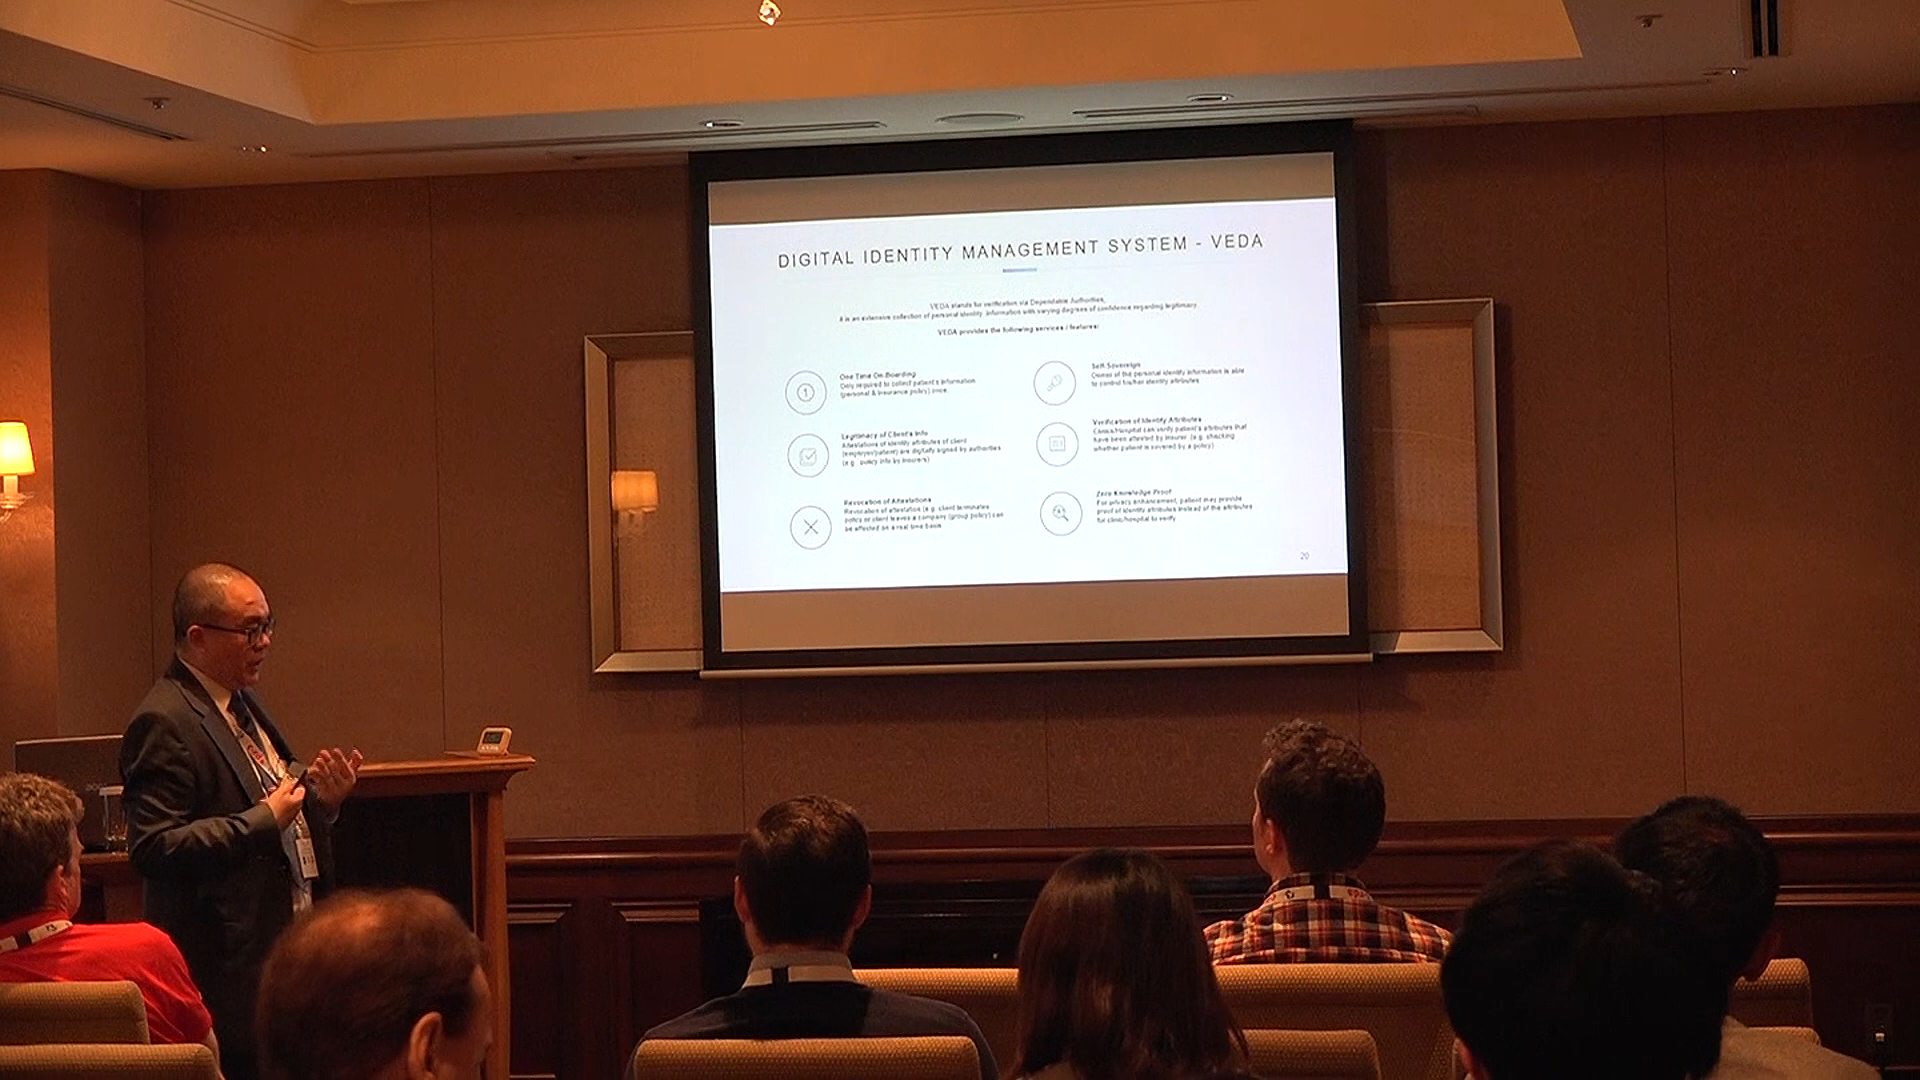 DIGITAL IDENTITY MANAGEMENT SYSTEM - VEDA
VEDA stands for verification via Dependable Authorities,
it is an extensive collection of personal identity information with varying degrees of confidence regarding legitimacy
VEDA provides the following services / features:
One Time On-Boarding
Only required to collect patient's information
(personal & insurance policy) once
Legitimacy of Client's Info
Attestations of identity attributes of client
(employer/patient) are digitally signed by authorities
(e.g. policy info by insurers)
Revocation of Attestations
Revocation of attestation (e.g. client terminates
policy or client leaves a company (group policy) can
be affected on a real time basis
Self-Sovereign
Owner of the personal identity information is able
to control his/her identity attributes
Verification of Identity Attributes
Clinics/Hospital can verify patient's attributes that
have been attested by insurer (e.g. checking
whether patient is covered by a policy)
Zero Knowledge Proof
For privacy enhancement, patient may provide
proof of identity attributes instead of the attributes
for clinic/hospital to verify
20